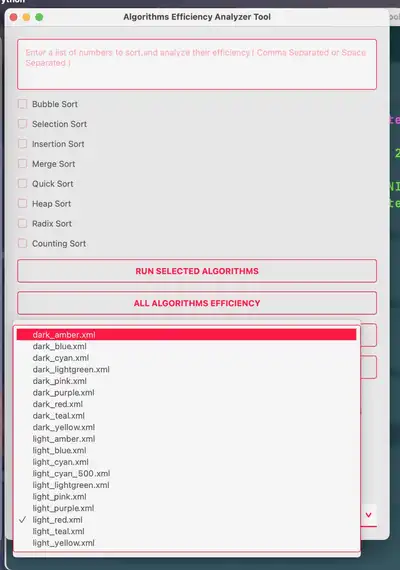 ython
Algorithms Efficiency Analyzer Tool
Enter a list of numbers to sort and analyze their efficiency.( Comma Separated or Space
Separated )
Bubble Sort
Selection Sort
Insertion Sort
Merge Sort
Quick Sort
Heap Sort
Radix Sort
Counting Sort
RUN SELECTED ALGORITHMS
ALL ALGORITHMS EFFICIENCY
dark_amber.xml
dark_blue.xml
dark_cyan.xml
dark_lightgreen.xml
dark_pink.xml
dark_purple.xml
dark_red.xml
dark_teal.xml
dark_yellow.xml
light_amber.xml
light_blue.xml
light_cyan.xml
light_cyan_500.xml
light_lightgreen.xml
light_pink.xml
light_purple.xml
light_red.xml
light_teal.xml
light_yellow.xml